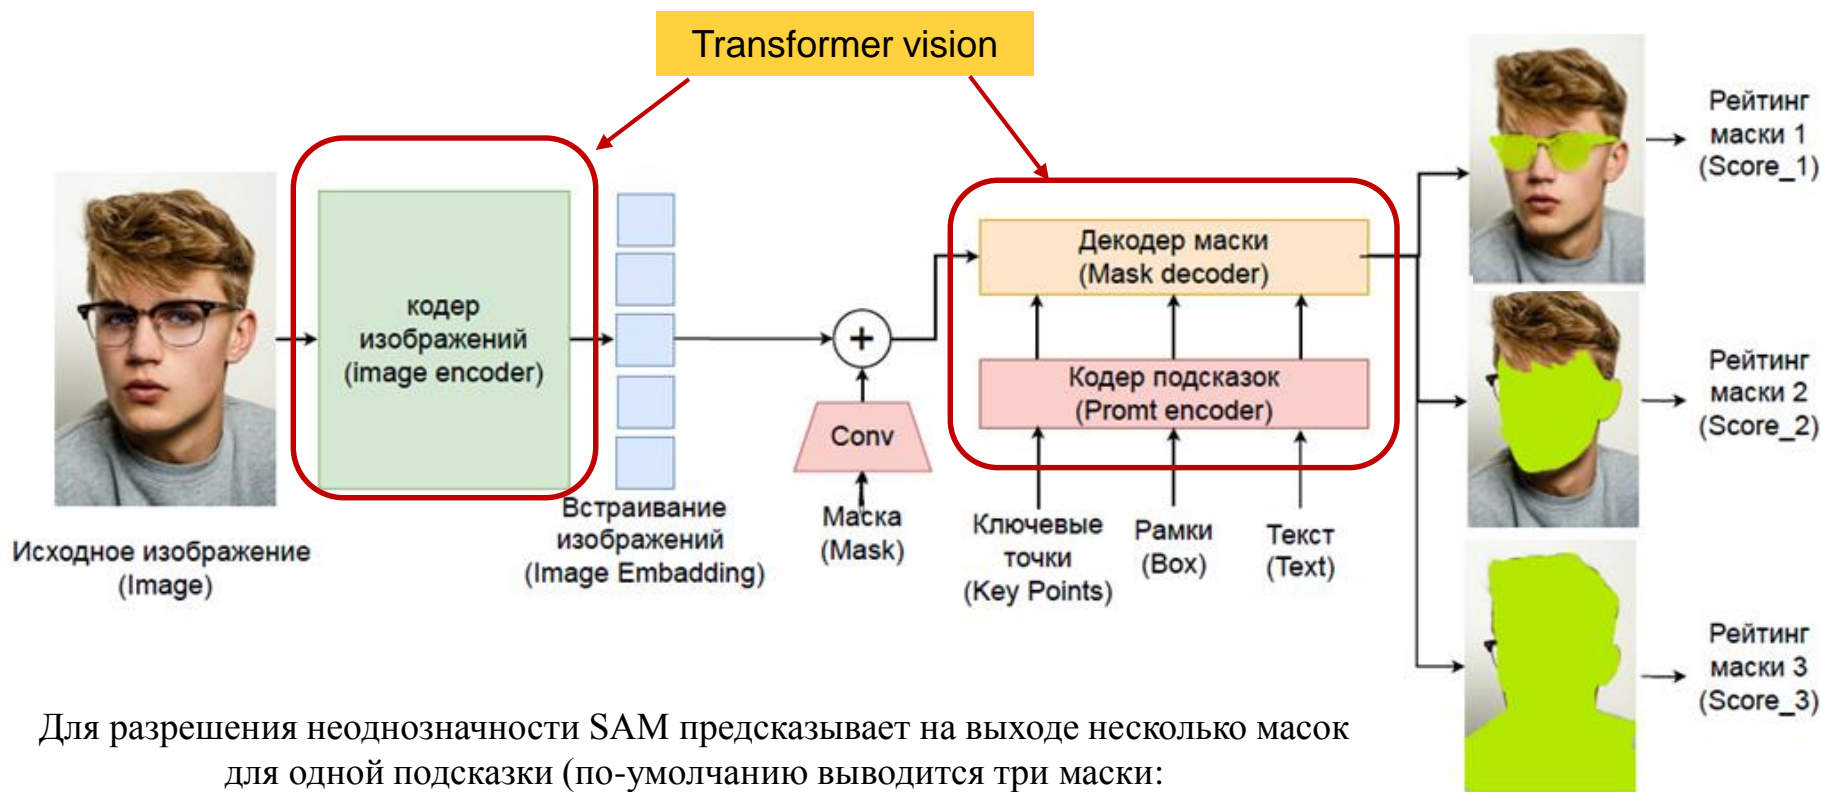 Transformer vision
Исходное изображение
(Image)
кодер
изображений
(image encoder)
Встраивание
изображений
(Image Embadding)
Conv
Маска
(Mask)
+
Декодер маски
(Mask decoder)
Кодер подсказок
(Promt encoder)
Ключевые
точки
(Key Points)
Рамки
(Box)
Текст
(Text)
Рейтинг
маски 1
(Score_1)
Рейтинг
маски 2
(Score_2)
Рейтинг
маски 3
(Score_3)
Для разрешения неоднозначности SAM предсказывает на выходе несколько масок
для одной подсказки (по-умолчанию выводится три маски: